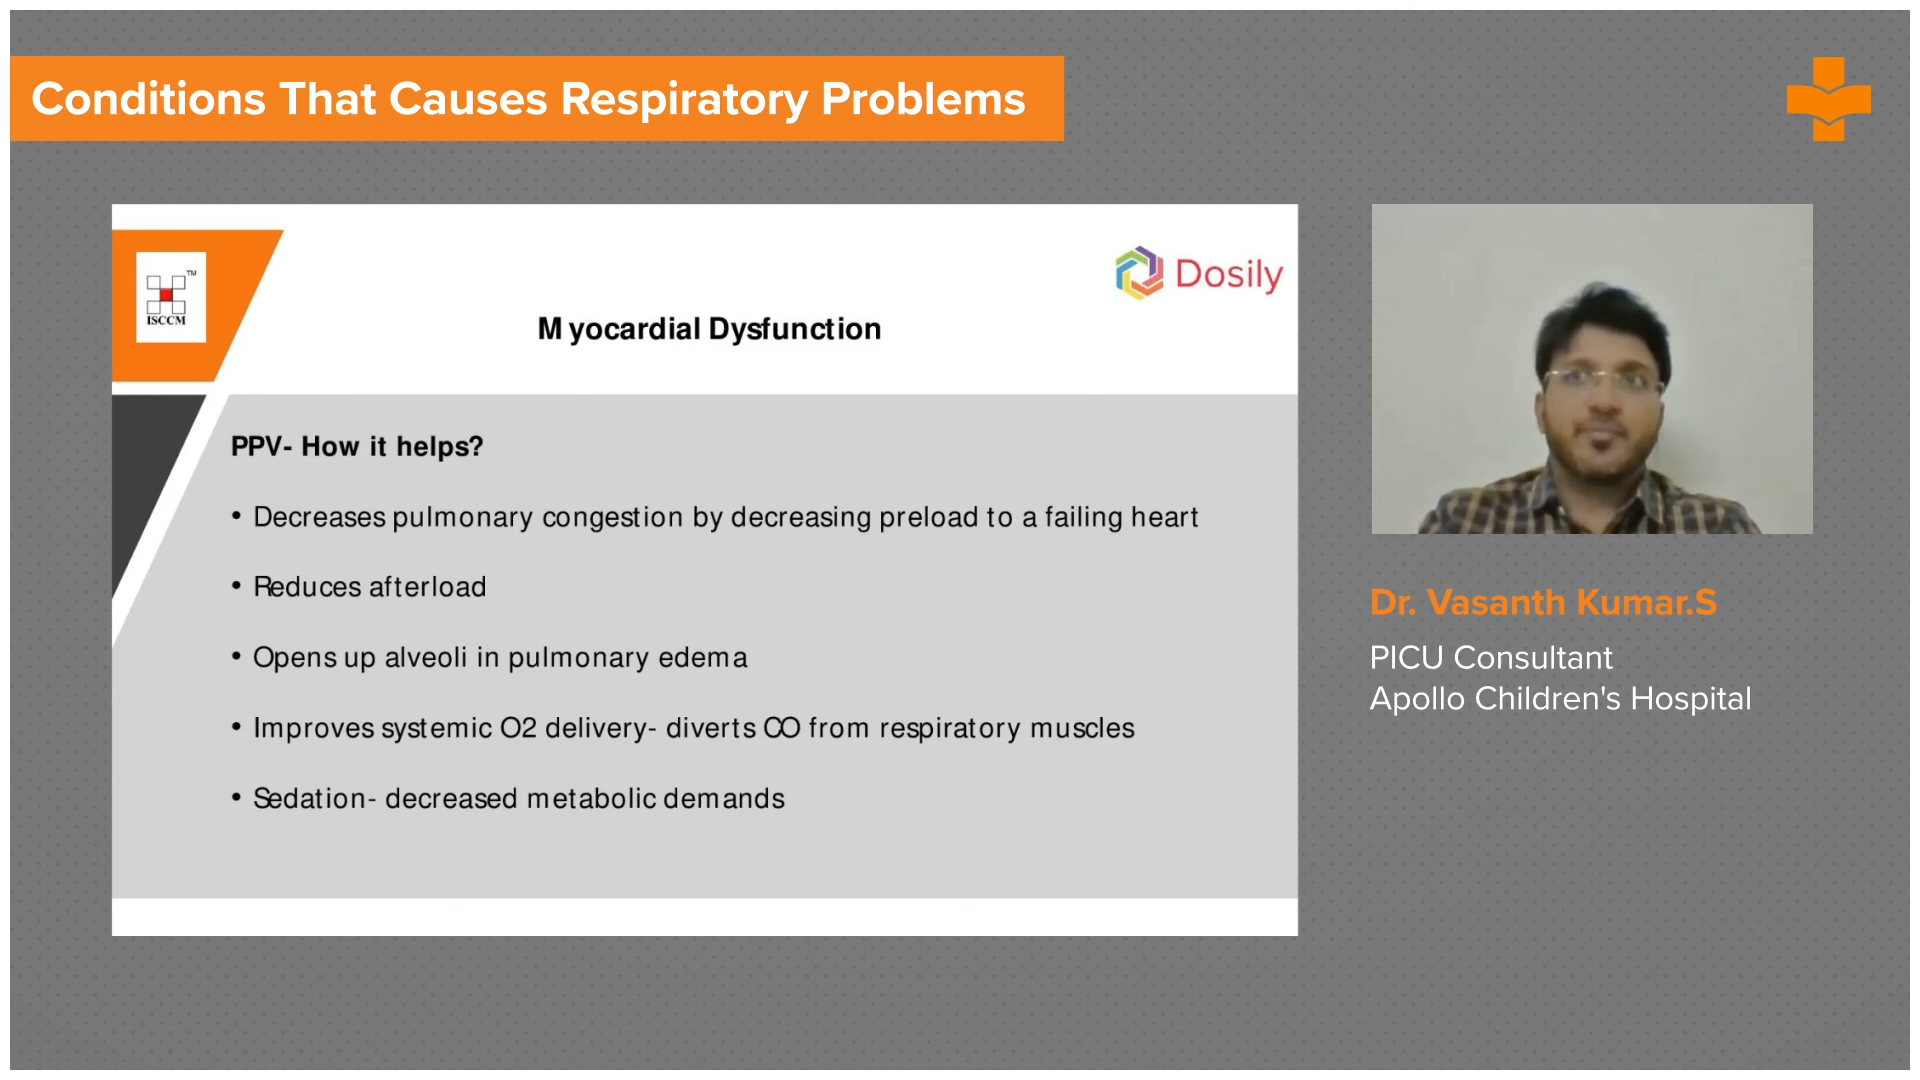 Conditions That Causes Respiratory Problems
TM
ISCCM
Dosily
Myocardial Dysfunction
PPV- How it helps?
• Decreases pulmonary congestion by decreasing preload to a failing heart
• Reduces afterload
• Opens up alveoli in pulmonary edema
• Improves systemic O2 delivery- diverts CO from respiratory muscles
• Sedation- decreased metabolic demands
Dr. Vasanth Kumar.S
PICU Consultant
Apollo Children's Hospital